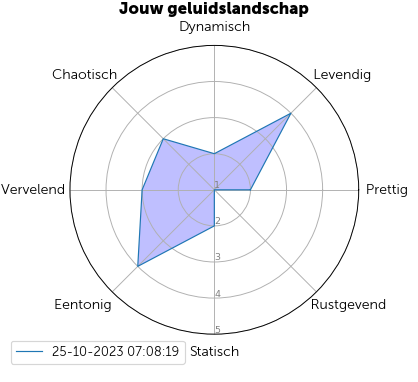 Jouw geluidslandschap
Dynamisch
Chaotisch
Levendig
Vervelend
1
Prettig
2
3
4
Eentonig
Rustgevend
5
25-10-2023 07:08:19
Statisch